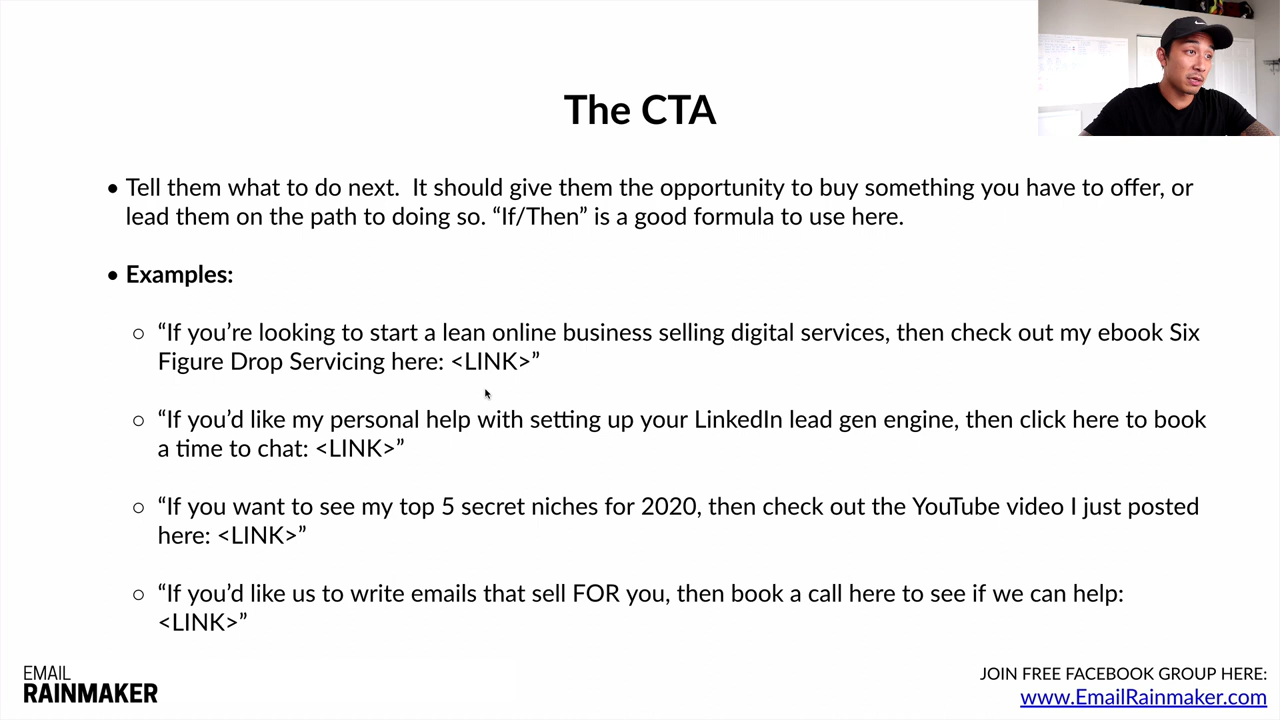 The CTA
• Tell them what to do next.  It should give them the opportunity to buy something you have to offer, or
lead them on the path to doing so. “If/Then” is a good formula to use here.
• Examples:
○ “If you’re looking to start a lean online business selling digital services, then check out my ebook Six
Figure Drop Servicing here: <LINK>”
○ “If you’d like my personal help with setting up your LinkedIn lead gen engine, then click here to book
a time to chat: <LINK>”
○ “If you want to see my top 5 secret niches for 2020, then check out the YouTube video I just posted
here: <LINK>”
○ “If you’d like us to write emails that sell FOR you, then book a call here to see if we can help:
<LINK>”
EMAIL
RAINMAKER
JOIN FREE FACEBOOK GROUP HERE:
www.EmailRainmaker.com